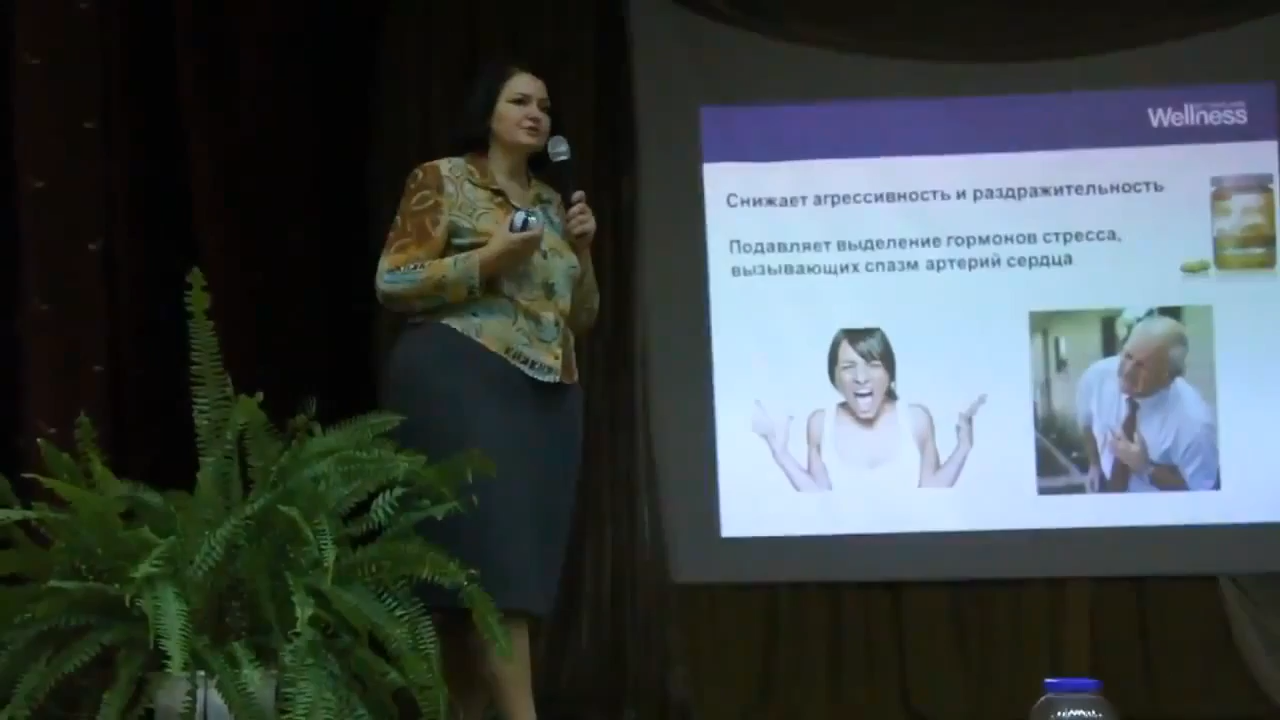 Wellness
Снижает агрессивность и раздражительность
Подавляет выделение гормонов стресса,
вызывающих спазм артерий сердца